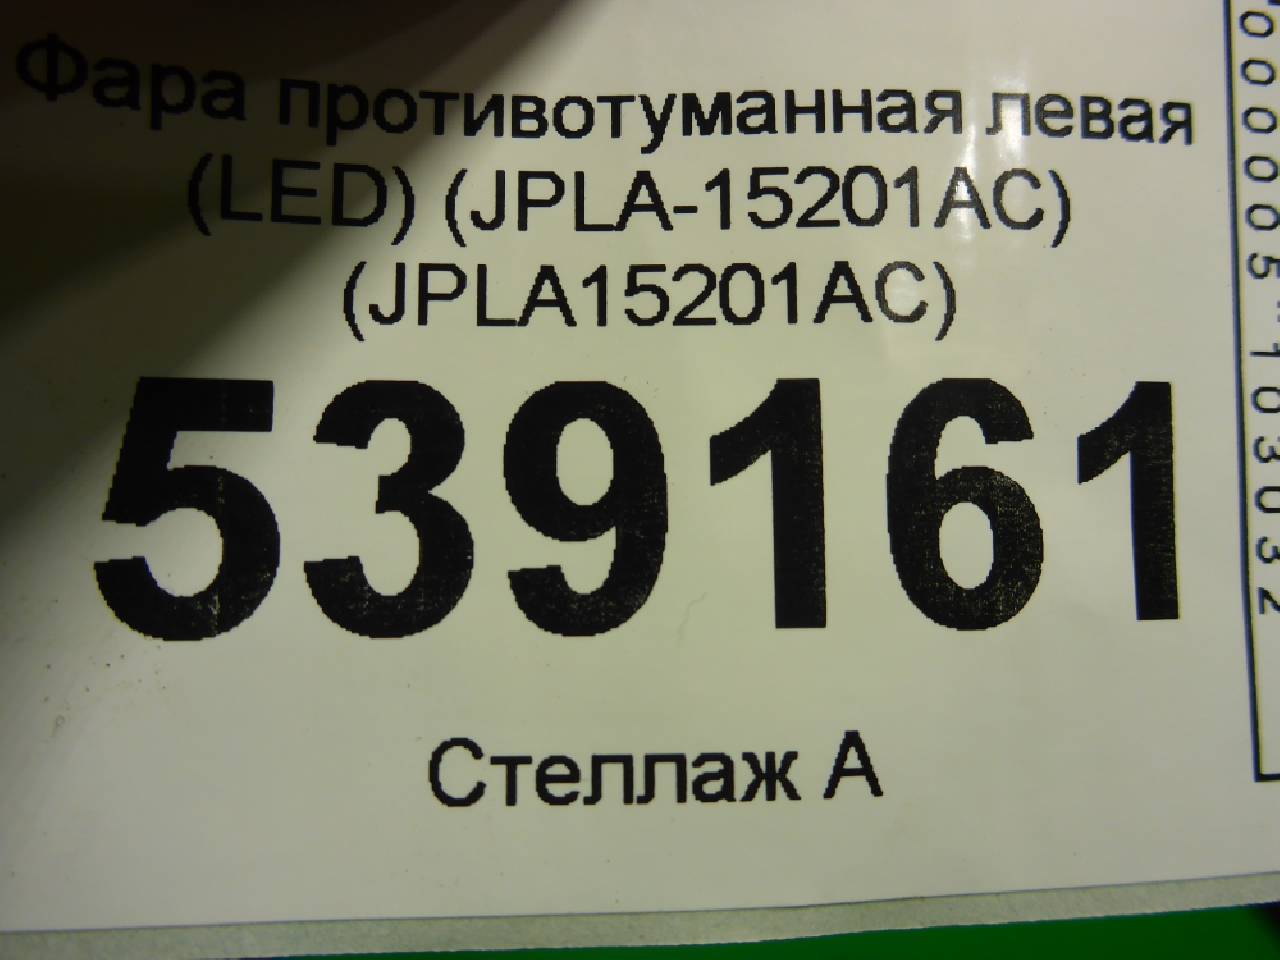 Фара противотуманная левая
(LED) (JPLA-15201AC)
(JPLA15201AC)
539161
Стеллаж А